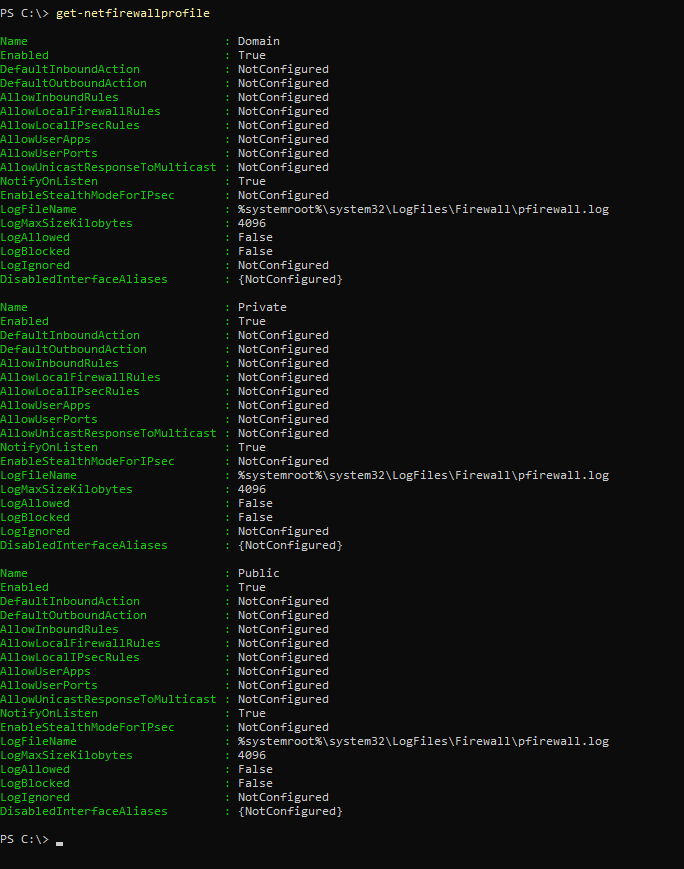 PS C:\> get-netfirewallprofile
Name : Domain
Enabled : True
DefaultInboundAction : NotConfigured
DefaultOutboundAction : NotConfigured
AllowInboundRules : NotConfigured
AllowLocalFirewallRules : NotConfigured
AllowLocalIPsecRules : NotConfigured
AllowUserApps : NotConfigured
AllowUserPorts : NotConfigured
AllowUnicastResponseToMulticast : NotConfigured
NotifyOnListen : True
EnableStealthModeForIPsec : NotConfigured
LogFileName : %systemroot%\system32\LogFiles\Firewall\pfirewall.log
LogMaxSizeKilobytes : 4096
LogAllowed : False
LogBlocked : False
LogIgnored : NotConfigured
DisabledInterfaceAliases : {NotConfigured}
Name : Private
Enabled : True
DefaultInboundAction : NotConfigured
DefaultOutboundAction : NotConfigured
AllowInboundRules : NotConfigured
AllowLocalFirewallRules : NotConfigured
AllowLocalIPsecRules : NotConfigured
AllowUserApps : NotConfigured
AllowUserPorts : NotConfigured
AllowUnicastResponseToMulticast : NotConfigured
NotifyOnListen : True
EnableStealthModeForIPsec : NotConfigured
LogFileName : %systemroot%\system32\LogFiles\Firewall\pfirewall.log
LogMaxSizeKilobytes : 4096
LogAllowed : False
LogBlocked : False
LogIgnored : NotConfigured
DisabledInterfaceAliases : {NotConfigured}
Name : Public
Enabled : True
DefaultInboundAction : NotConfigured
DefaultOutboundAction : NotConfigured
AllowInboundRules : NotConfigured
AllowLocalFirewallRules : NotConfigured
AllowLocalIPsecRules : NotConfigured
AllowUserApps : NotConfigured
AllowUserPorts : NotConfigured
AllowUnicastResponseToMulticast : NotConfigured
NotifyOnListen : True
EnableStealthModeForIPsec : NotConfigured
LogFileName : %systemroot%\system32\LogFiles\Firewall\pfirewall.log
LogMaxSizeKilobytes : 4096
LogAllowed : False
LogBlocked : False
LogIgnored : NotConfigured
DisabledInterfaceAliases : {NotConfigured}
PS C:\>